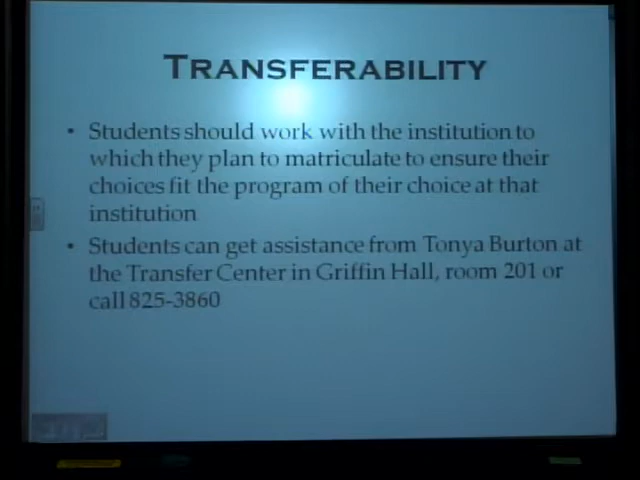 TRANSFERABILITY
• Students should work with the institution to
which they plan to matriculate to ensure their
choices fit the program of their choice at that
institution
• Students can get assistance from Tonya Burton at
the Transfer Center in Griffin Hall, room 201 or
call 825-3860